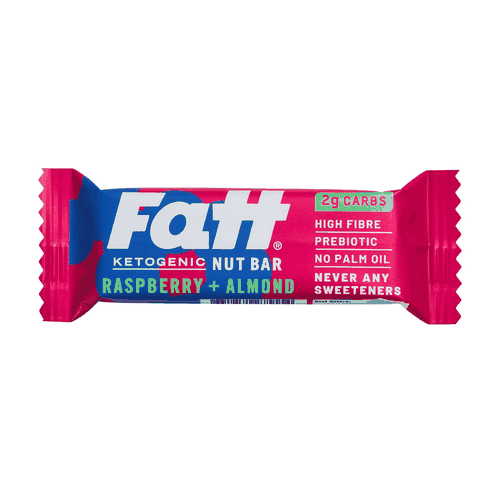 Fatt®
KETOGENIC NUT BAR
RASPBERRY + ALMOND
2g CARBS
HIGH FIBRE
PREBIOTIC
NO PALM OIL
NEVER ANY
SWEETENERS